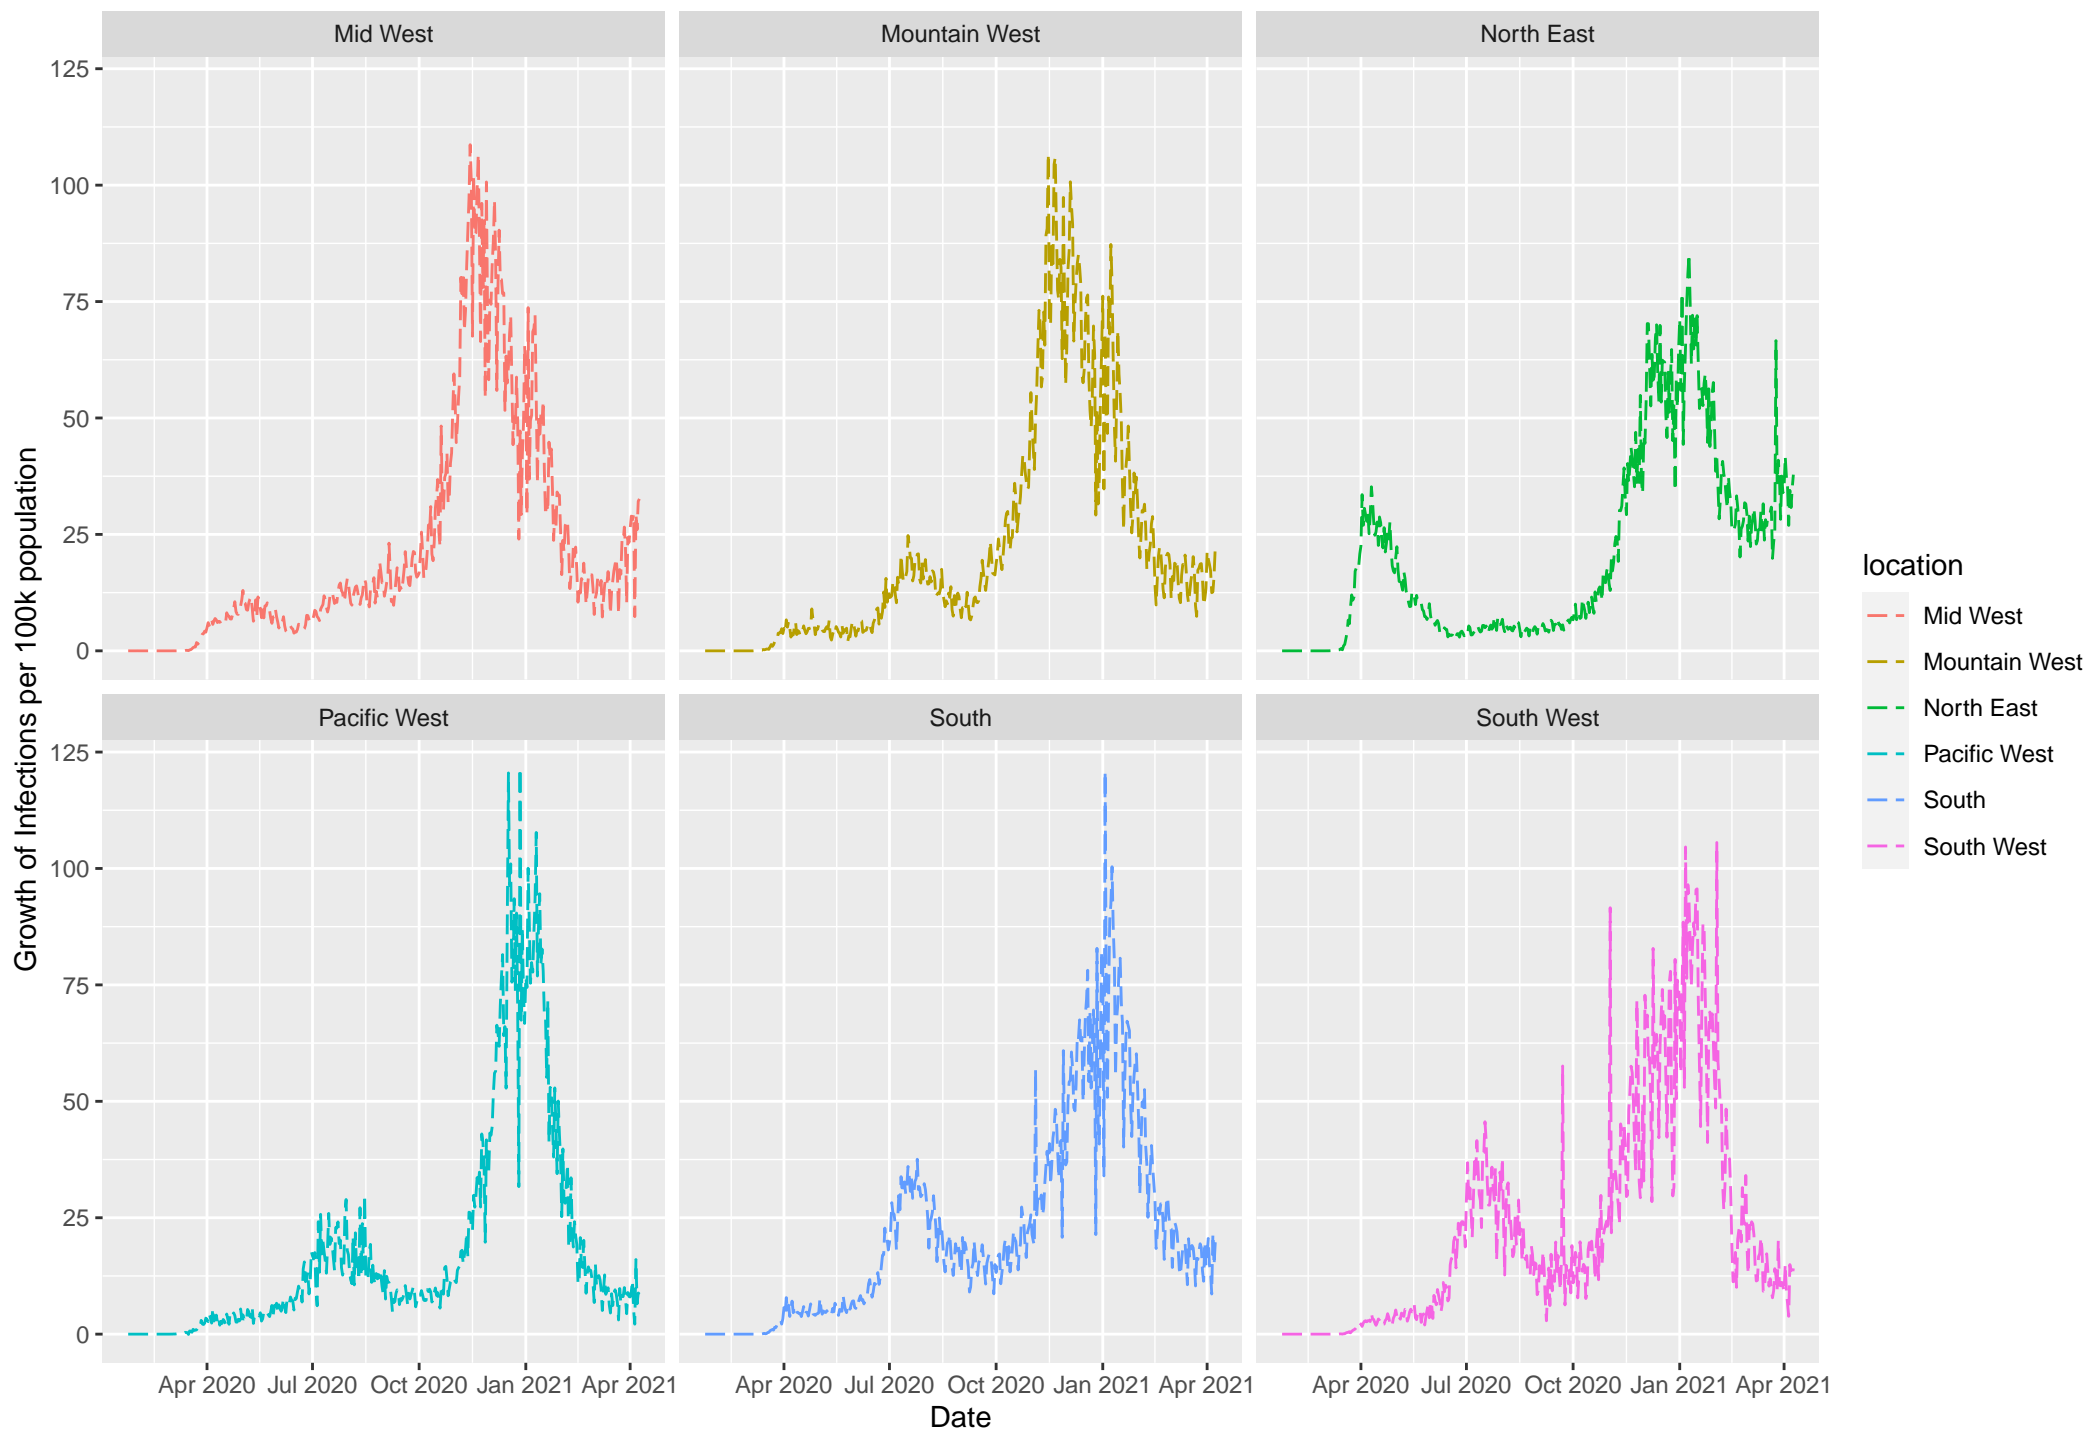 Mid West
Mountain West
North East
125
100
75
50
25
0
Pacific West
South
South West
125
100
75
50
25
0
Apr 2020 Jul 2020 Oct 2020 Jan 2021 Apr 2021
Apr 2020 Jul 2020 Oct 2020 Jan 2021 Apr 2021
Apr 2020 Jul 2020 Oct 2020 Jan 2021 Apr 2021
Date
Growth of Infections per 100k population
location
Mid West
Mountain West
North East
Pacific West
South
South West